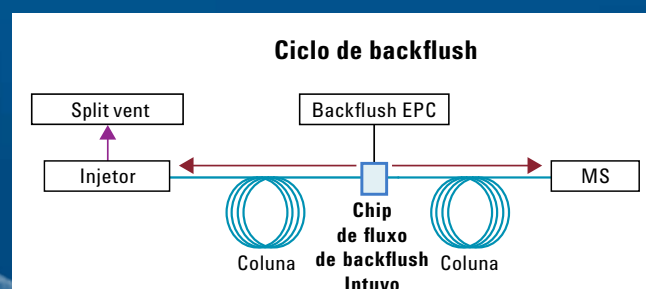 Ciclo de backflush
Split vent
Backflush EPC
Injetor
MS
Chip
de fluxo
Coluna
de backflush
Coluna
Intuvo